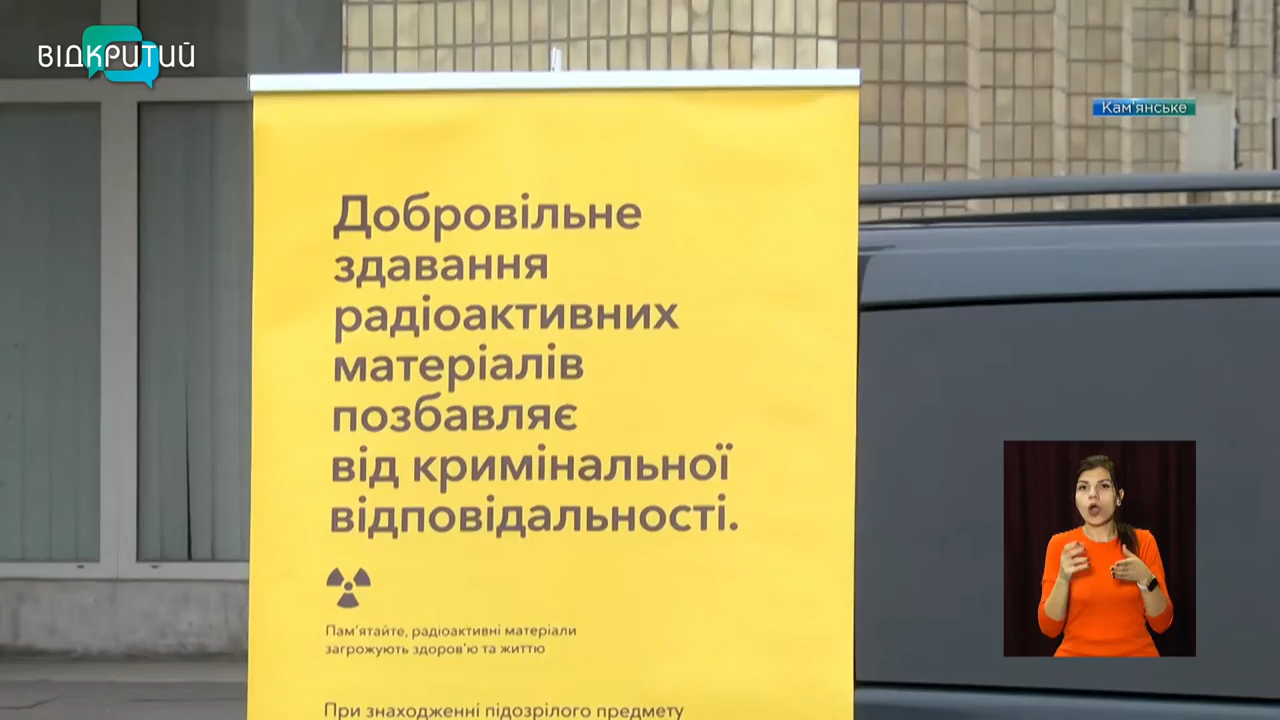 ВІДКРИТИЙ
Кам'янське
Добровільне
здавання
радіоактивних
матеріалів
позбавляє
від кримінальної
відповідальності.
Пам'ятайте, радіоактивні матеріали
загрожують здоров'ю та життю
При знаходженні підозрілого предмету